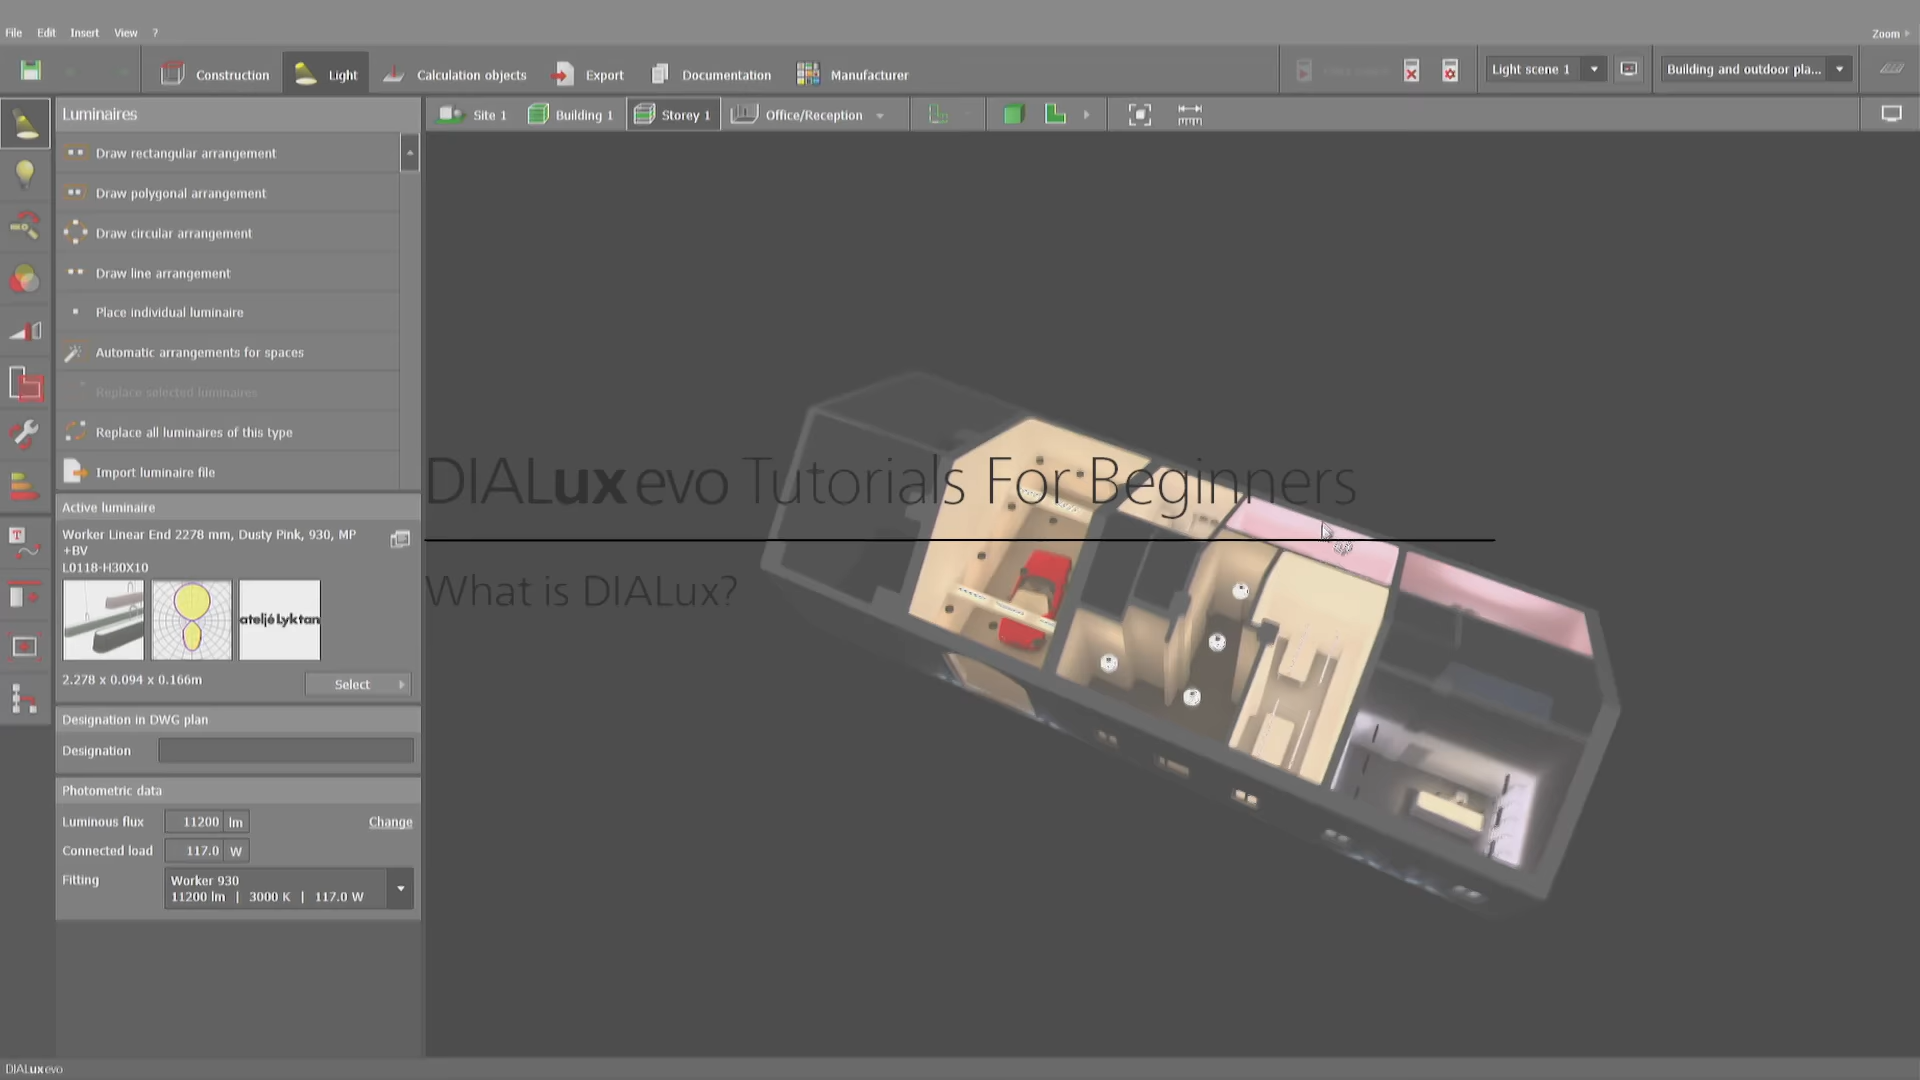 File Edit Insert View ?
Zoom
Construction Light Calculation objects Export Documentation Manufacturer
Light scene 1
Building and outdoor pla...
Luminaires
Site 1 Building 1 Storey 1 Office/Reception
Draw rectangular arrangement
Draw polygonal arrangement
Draw circular arrangement
Draw line arrangement
Place individual luminaire
Automatic arrangements for spaces
Replace selected luminaires
Replace all luminaires of this type
Import luminaire file
DIALux evo Tutorials For Beginners
What is DIALux?
Active luminaire
Worker Linear End 2278 mm, Dusty Pink, 930, MP
+BV
L0118-H30X10
ateljé Lyktan
2.278 x 0.094 x 0.166m
Select
Designation in DWG plan
Designation
Photometric data
Luminous flux 11200 lm Change
Connected load 117.0 W
Fitting Worker 930
11200 lm | 3000 K | 117.0 W
DIALux evo